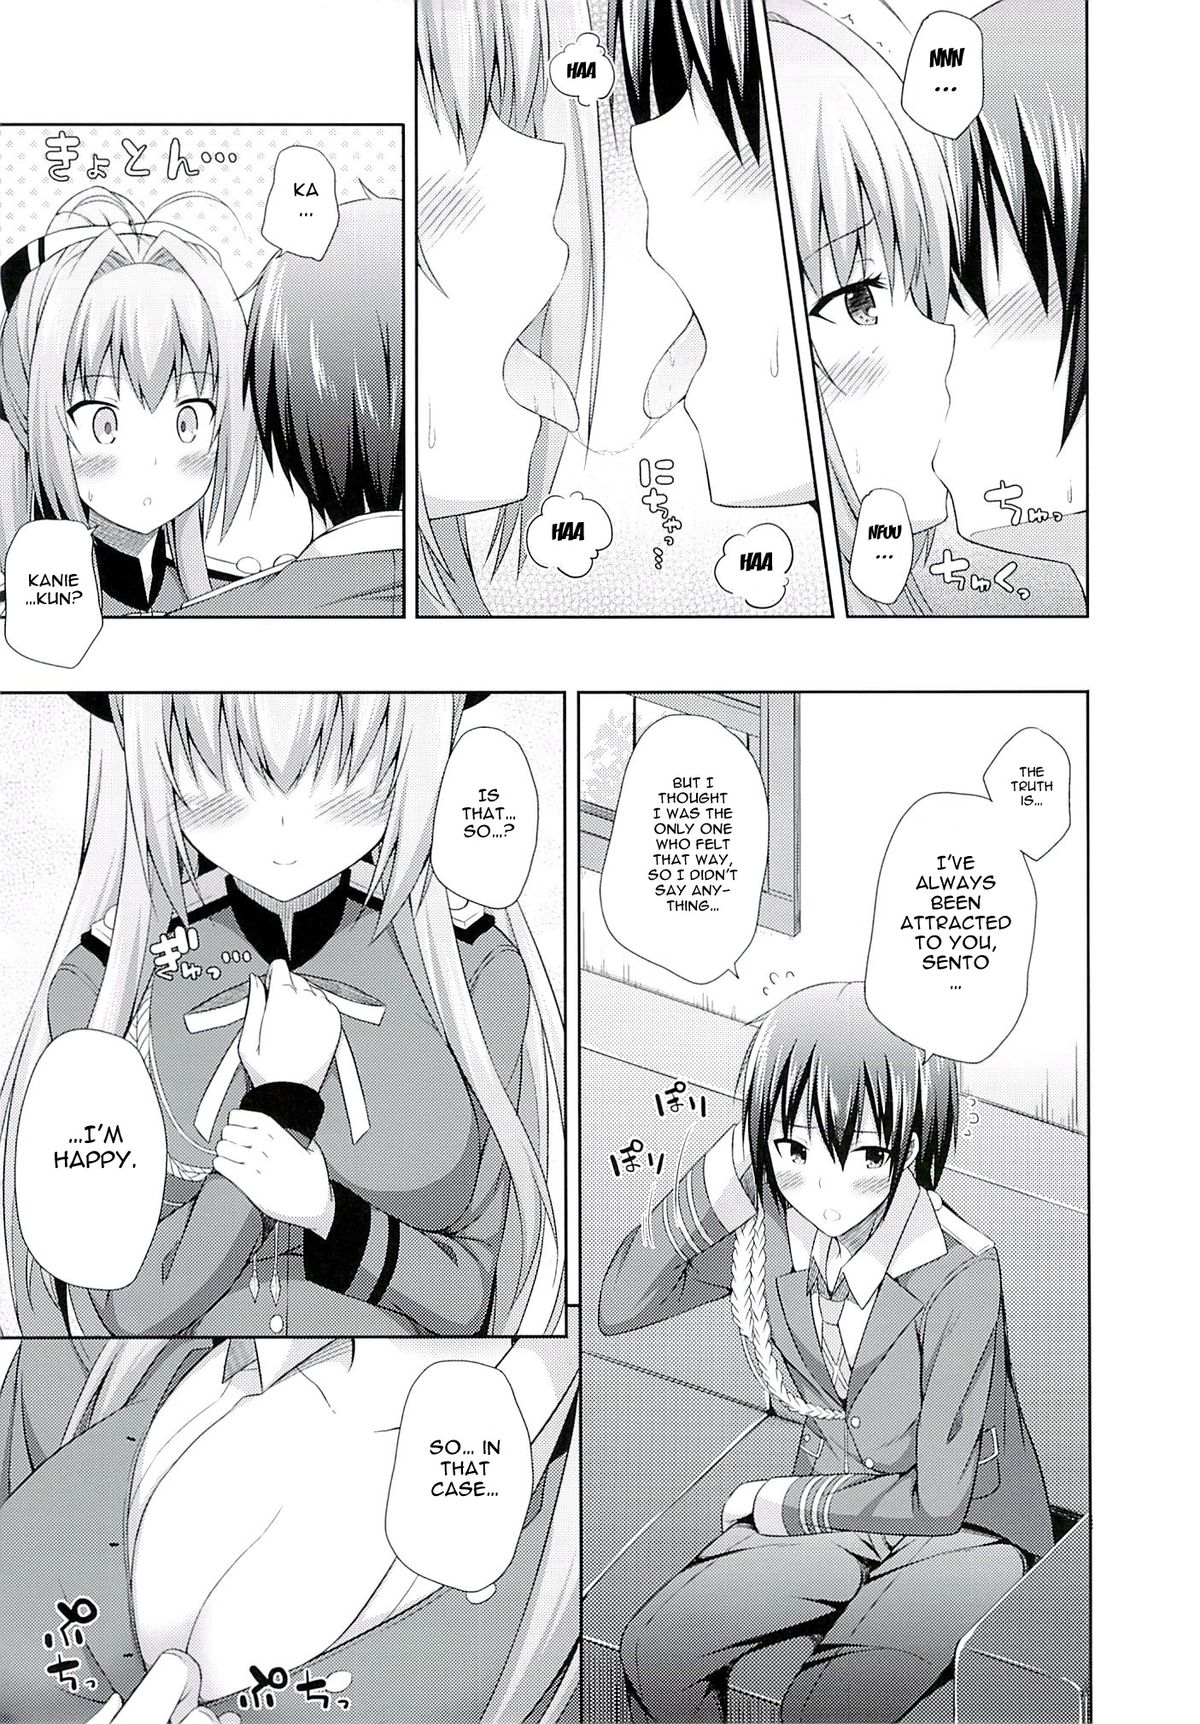 NNN
...
NFUU
...
ちゅっ
ちゅくっ
HAA
HAA
HAA
にちゃっ…
KA
...
きょとん…
KANIE
...KUN?
THE
TRUTH
IS...
I'VE
ALWAYS
BEEN
ATTRACTED
TO YOU,
SENTO
...
BUT I
THOUGHT
I WAS THE
ONLY ONE
WHO FELT
THAT WAY,
SO I DIDN'T
SAY ANY-
THING...
ぽり
ぽり
IS
THAT...
SO...?
ぎゅっ…
...I'M
HAPPY.
SO... IN
THAT
CASE...
ぷちっ
ぷちっ